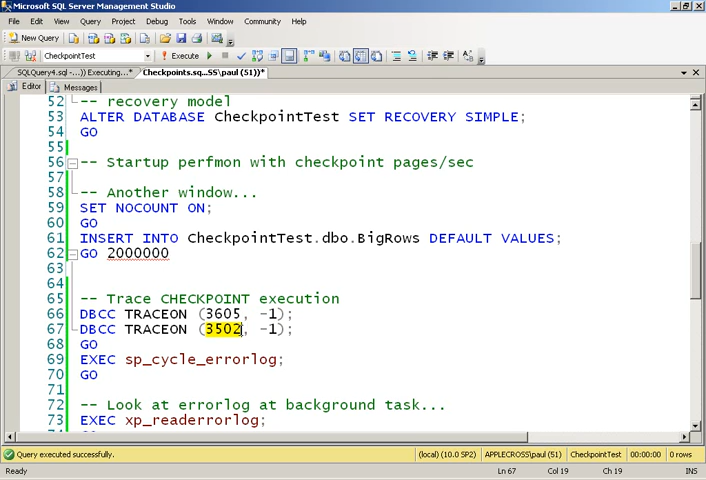 Microsoft SQL Server Management Studio
File Edit View Query Project Debug Tools Window Community Help
New Query
CheckpointTest Execute
SQLQuery4.sql -...)) Executing...* Checkpoints.sq...SS\paul (51))*
Editor Messages
52 -- recovery model
53 ALTER DATABASE CheckpointTest SET RECOVERY SIMPLE;
54 GO
55
56 -- Startup perfmon with checkpoint pages/sec
57
58 -- Another window...
59 SET NOCOUNT ON;
60 GO
61 INSERT INTO CheckpointTest.dbo.BigRows DEFAULT VALUES;
62 GO 2000000
63
64
65 -- Trace CHECKPOINT execution
66 DBCC TRACEON (3605, -1);
67 DBCC TRACEON (3502, -1);
68 GO
69 EXEC sp_cycle_errorlog;
70 GO
71
72 -- Look at errorlog at background task...
73 EXEC xp_readerrorlog;
Query executed successfully. (local) (10.0 SP2) APPLECROSS\paul (51) CheckpointTest 00:00:00 0 rows
Ready Ln 67 Col 19 Ch 19 INS